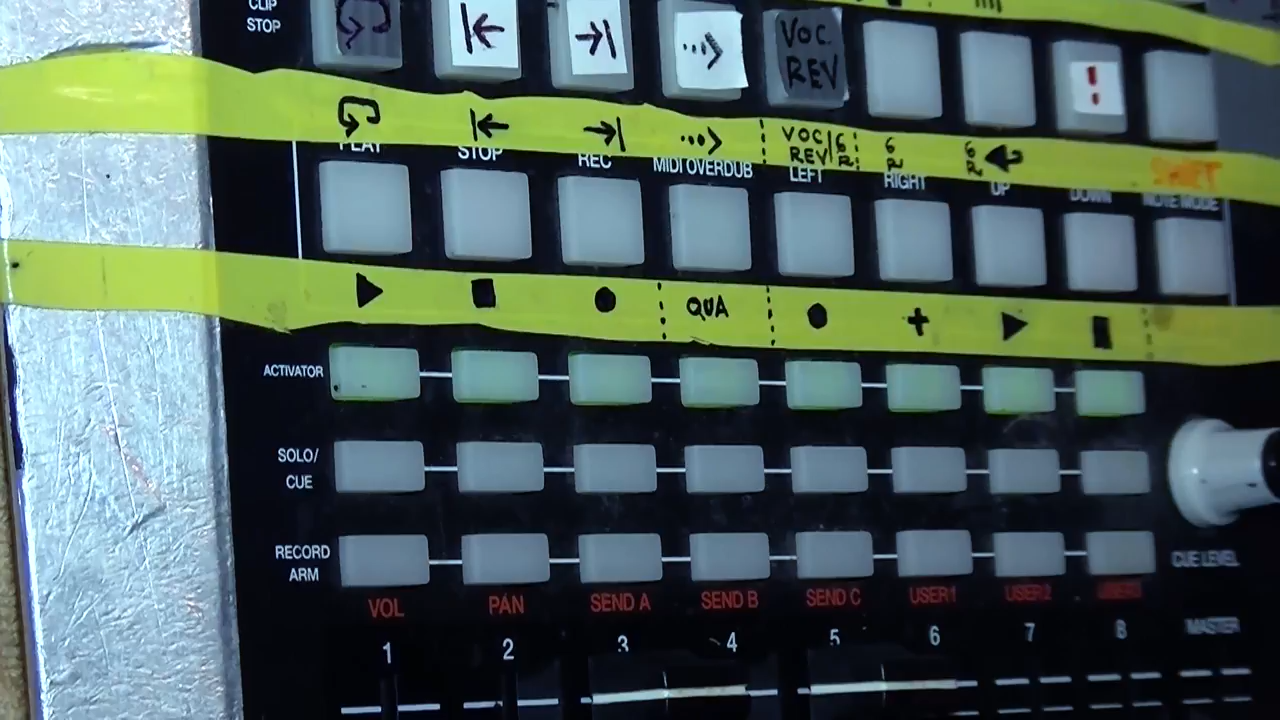 CLIP
STOP
VOC.
REV
!
VOC REV
PLAY STOP REC MIDI OVERDUB LEFT RIGHT UP DOWN NOTE MODE
SHIFT
QUA
ACTIVATOR
SOLO/
CUE
RECORD
ARM
CUE LEVEL
VOL PAN SEND A SEND B SEND C USER1 USER2 USER3
1 2 3 4 5 6 7 8
MASTER